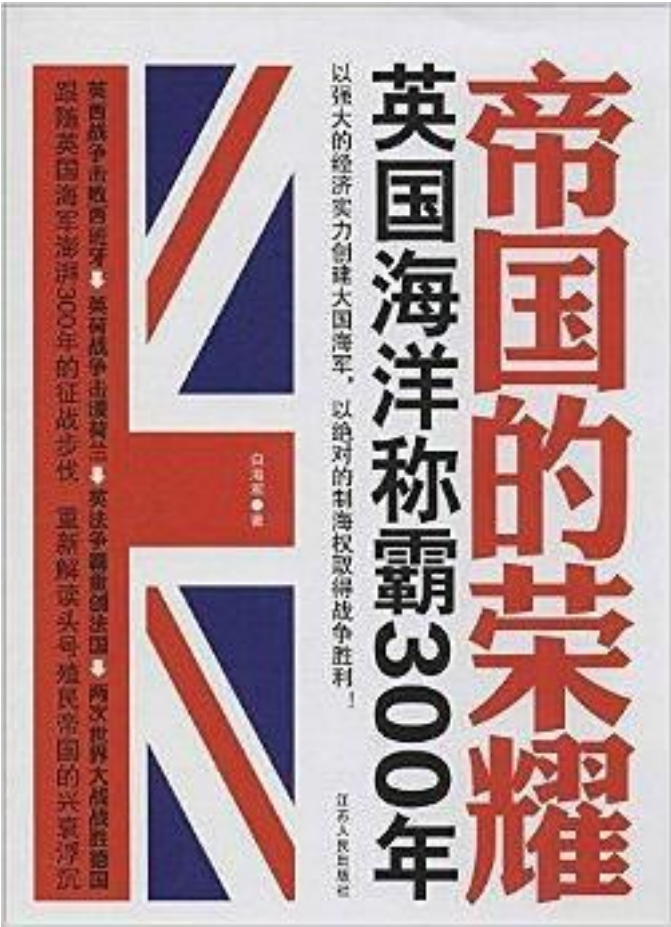 帝国的荣耀
英国海洋称霸300年
以强大的经济实力创建大国海军，以绝对的制海权取得战争胜利！
江苏人民出版社
白海军●著
英西战争击败西班牙➡英荷战争击溃荷兰➡英法争霸重创法国➡两次世界大战战胜德国
跟随英国海军澎湃300年的征战步伐 重新解读头号殖民帝国的兴衰浮沉